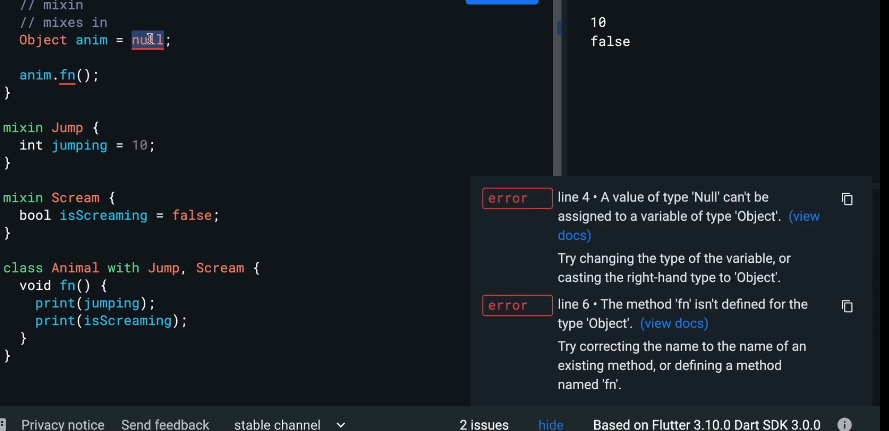 // mixin
// mixes in
Object anim = null;
anim.fn();
}
mixin Jump {
int jumping = 10;
}
mixin Scream {
bool isScreaming = false;
}
class Animal with Jump, Scream {
void fn() {
print(jumping);
print(isScreaming);
}
}
10
false
error
line 4 • A value of type 'Null' can't be
assigned to a variable of type 'Object'. (view
docs)
Try changing the type of the variable, or
casting the right-hand type to 'Object'.
error
line 6 • The method 'fn' isn't defined for the
type 'Object'. (view docs)
Try correcting the name to the name of an
existing method, or defining a method
named 'fn'.
Privacy notice Send feedback stable channel 2 issues hide Based on Flutter 3.10.0 Dart SDK 3.0.0